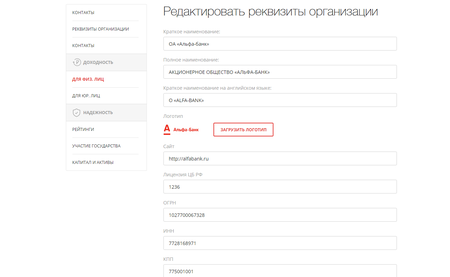 КОНТАКТЫ
РЕКВИЗИТЫ ОРГАНИЗАЦИИ
КОНТАКТЫ
ДОХОДНОСТЬ
ДЛЯ ФИЗ. ЛИЦ
ДЛЯ ЮР. ЛИЦ
НАДЕЖНОСТЬ
РЕЙТИНГИ
УЧАСТИЕ ГОСУДАРСТВА
КАПИТАЛ И АКТИВЫ
Редактировать реквизиты организации
Краткое наименование:
ОА «Альфа-Банк»
Полное наименование:
АКЦИОНЕРНОЕ ОБЩЕСТВО «АЛЬФА-БАНК»
Краткое наименование на английском языке:
O «ALFA-BANX»
Логотип
Альфа·Банк
ЗАГРУЗИТЬ ЛОГОТИП
Сайт
http://alfabank.ru
Лицензия ЦБ РФ
1236
ОГРН
1027700067328
ИНН
7728168971
КПП
775001001